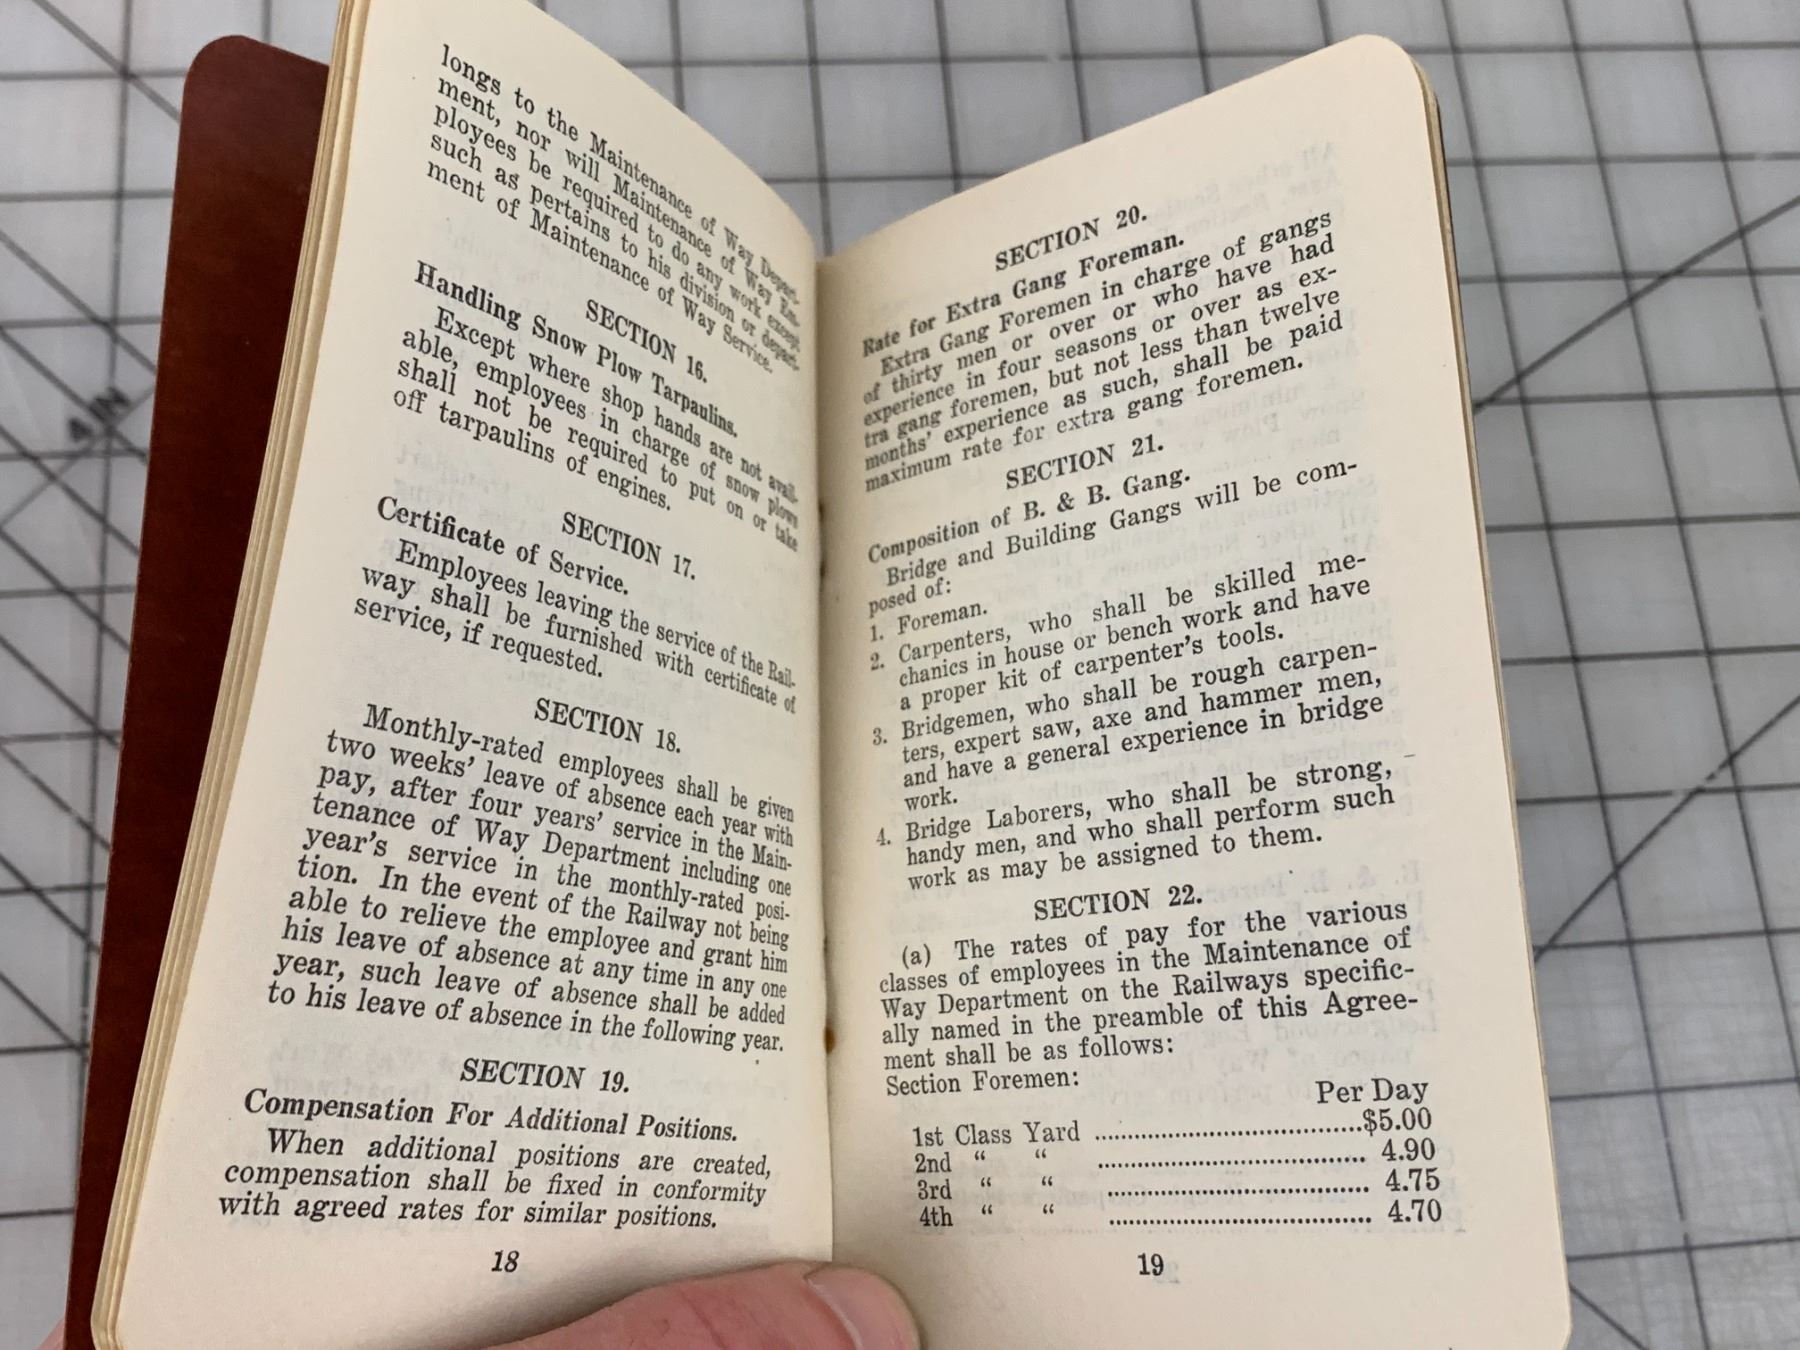 longs to the Maintenance of Way Depart-
ment, nor will Maintenance of Way Em-
ployees be required to do any work except
such as pertains to his division or depart-
ment of Maintenance of Way Service.
SECTION 16.
Handling Snow Plow Tarpaulins.
Except where shop hands are not avail-
able, employees in charge of snow plows
shall not be required to put on or take
off tarpaulins of engines.
SECTION 17.
Certificate of Service.
Employees leaving the service of the Rail-
way shall be furnished with certificate of
service, if requested.
SECTION 18.
Monthly-rated employees shall be given
two weeks' leave of absence each year with
pay, after four years' service in the Main-
tenance of Way Department including one
year's service in the monthly-rated posi-
tion. In the event of the Railway not being
able to relieve the employee and grant him
his leave of absence at any time in any one
year, such leave of absence shall be added
to his leave of absence in the following year.
SECTION 19.
Compensation For Additional Positions.
When additional positions are created,
compensation shall be fixed in conformity
with agreed rates for similar positions.
18
SECTION 20.
Rate for Extra Gang Foreman.
Extra Gang Foremen in charge of gangs
of thirty men or over or who have had
experience in four seasons or over as ex-
tra gang foremen, but not less than twelve
months' experience as such, shall be paid
maximum rate for extra gang foremen.
SECTION 21.
Composition of B. & B. Gang.
Bridge and Building Gangs will be com-
posed of:
1. Foreman.
2. Carpenters, who shall be skilled me-
chanics in house or bench work and have
a proper kit of carpenter's tools.
3. Bridgemen, who shall be rough carpen-
ters, expert saw, axe and hammer men,
and have a general experience in bridge
work.
4. Bridge Laborers, who shall be strong,
handy men, and who shall perform such
work as may be assigned to them.
SECTION 22.
(a) The rates of pay for the various
classes of employees in the Maintenance of
Way Department on the Railways specific-
ally named in the preamble of this Agree-
ment shall be as follows:
Section Foremen:
Per Day
1st Class Yard ........................................$5.00
2nd " " ........................................ 4.90
3rd " " ....................................... 4.75
4th " " ....................................... 4.70
19